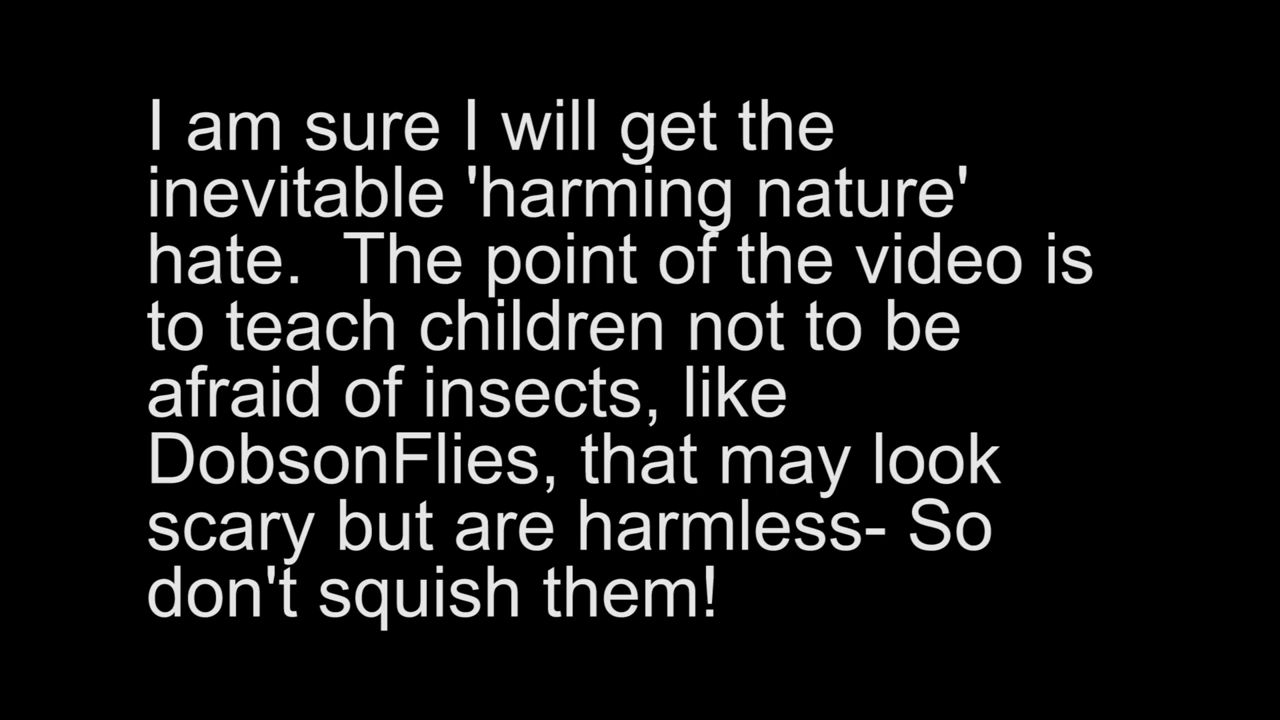 I am sure I will get the
inevitable 'harming nature'
hate.  The point of the video is
to teach children not to be
afraid of insects, like
DobsonFlies, that may look
scary but are harmless- So
don't squish them!